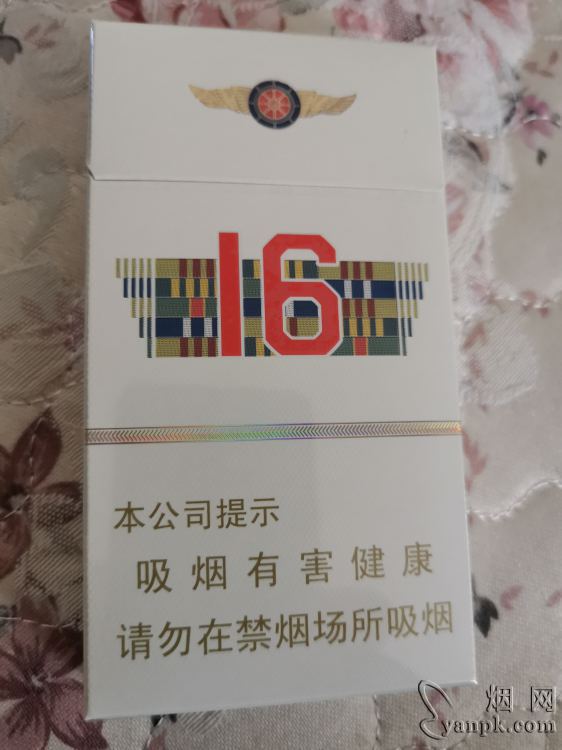 16
本公司提示
吸烟有害健康
请勿在禁烟场所吸烟
烟网
yanpk.com